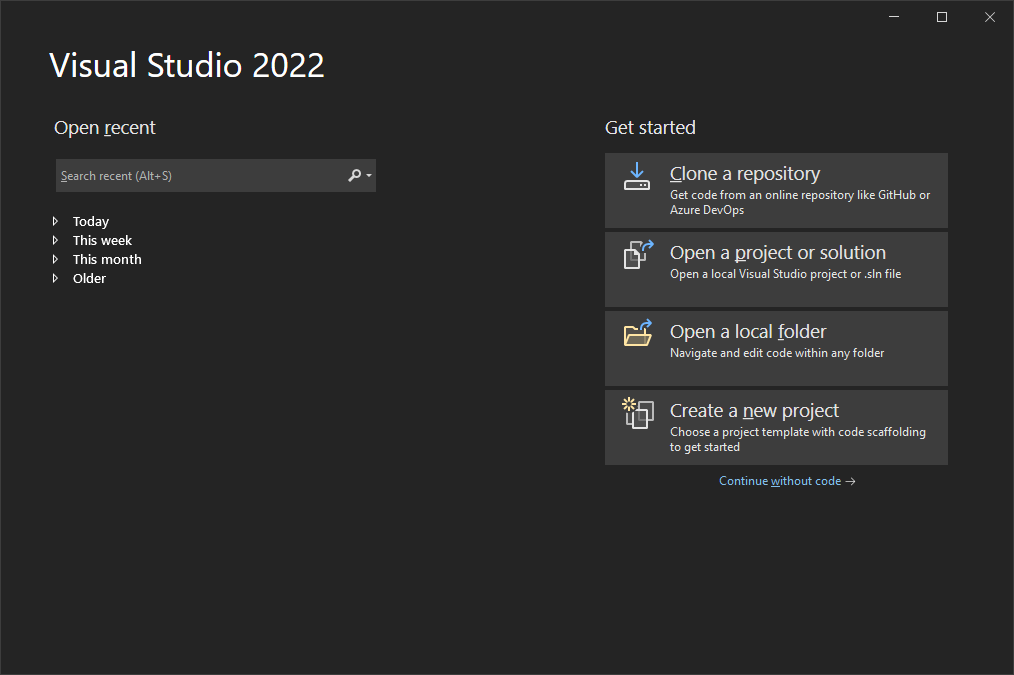 Visual Studio 2022
Open recent
Search recent (Alt+S)
Today
This week
This month
Older
Get started
Clone a repository
Get code from an online repository like GitHub or
Azure DevOps
Open a project or solution
Open a local Visual Studio project or .sln file
Open a local folder
Navigate and edit code within any folder
Create a new project
Choose a project template with code scaffolding
to get started
Continue without code →